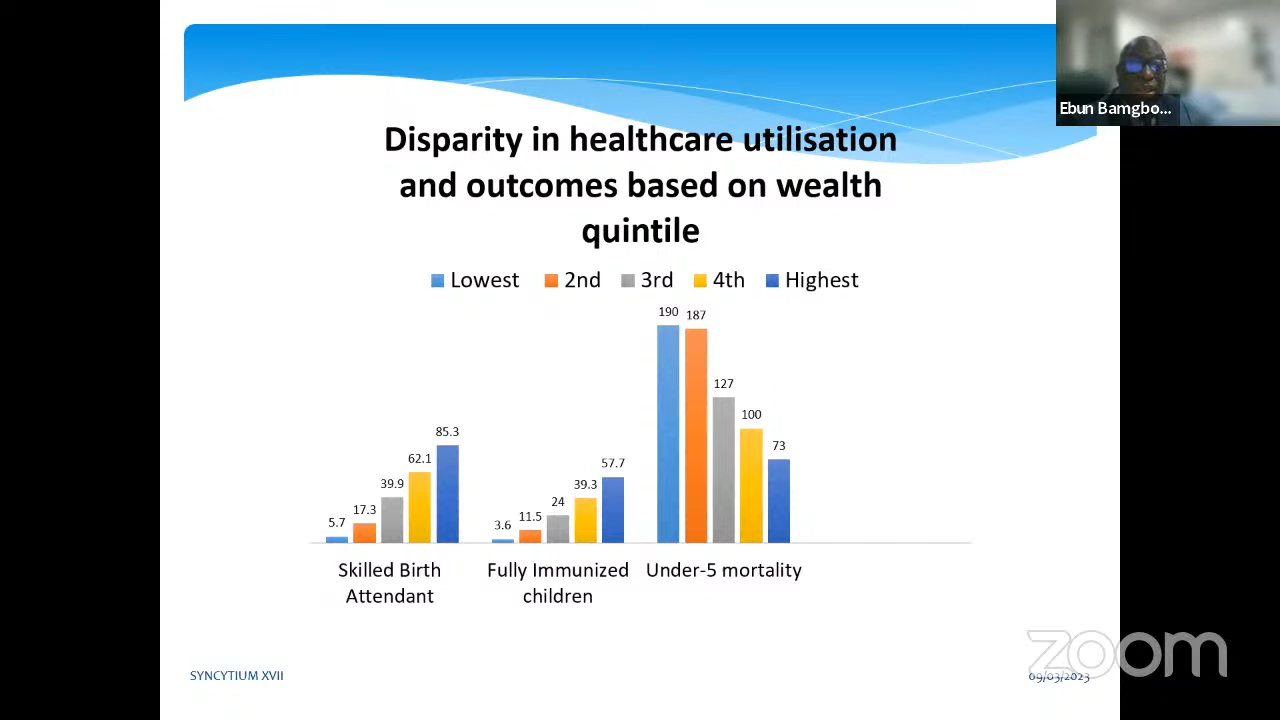 Ebun Bamgbo...
Disparity in healthcare utilisation
and outcomes based on wealth
quintile
Lowest 2nd 3rd 4th Highest
190 187
127
100
85.3
73
62.1
57.7
39.9
39.3
24
17.3
11.5
5.7
3.6
Skilled Birth
Attendant
Fully Immunized
children
Under-5 mortality
SYNCYTIUM XVII
09/03/2023
zoom